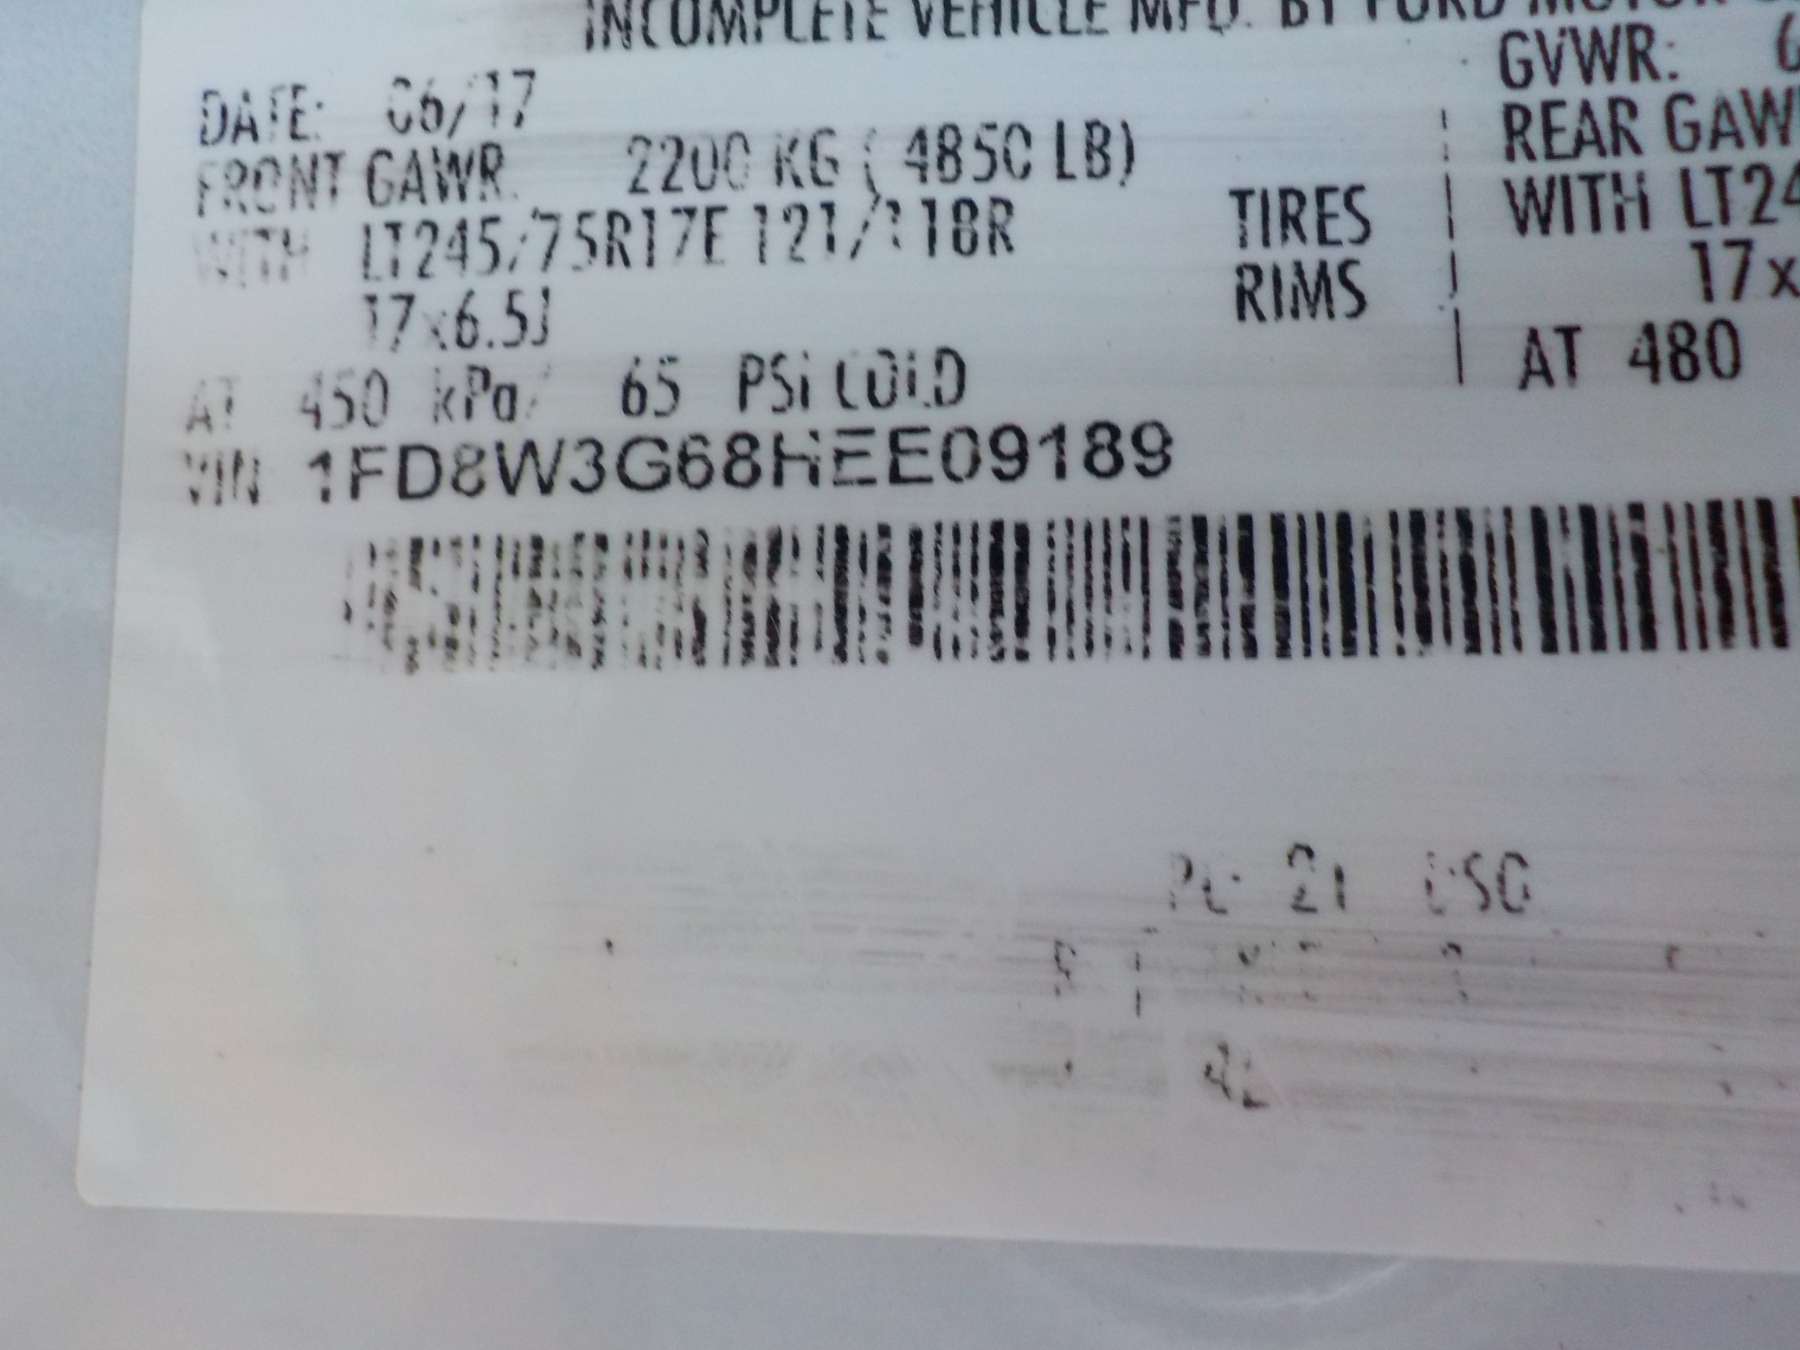 INCOMPLETE VEHICLE MFD. BY FORD MOTOR
DATE: 06/17
GVWR:
FRONT GAWR: 2200 KG ( 4850 LB)
REAR GAW
WITH LT245/75R17E 121/118R TIRES
WITH LT24
17x6.5J RIMS
17x
AT 450 kPa/ 65 PSI COLD
AT 480
VIN 1FD8W3G68HEE09189